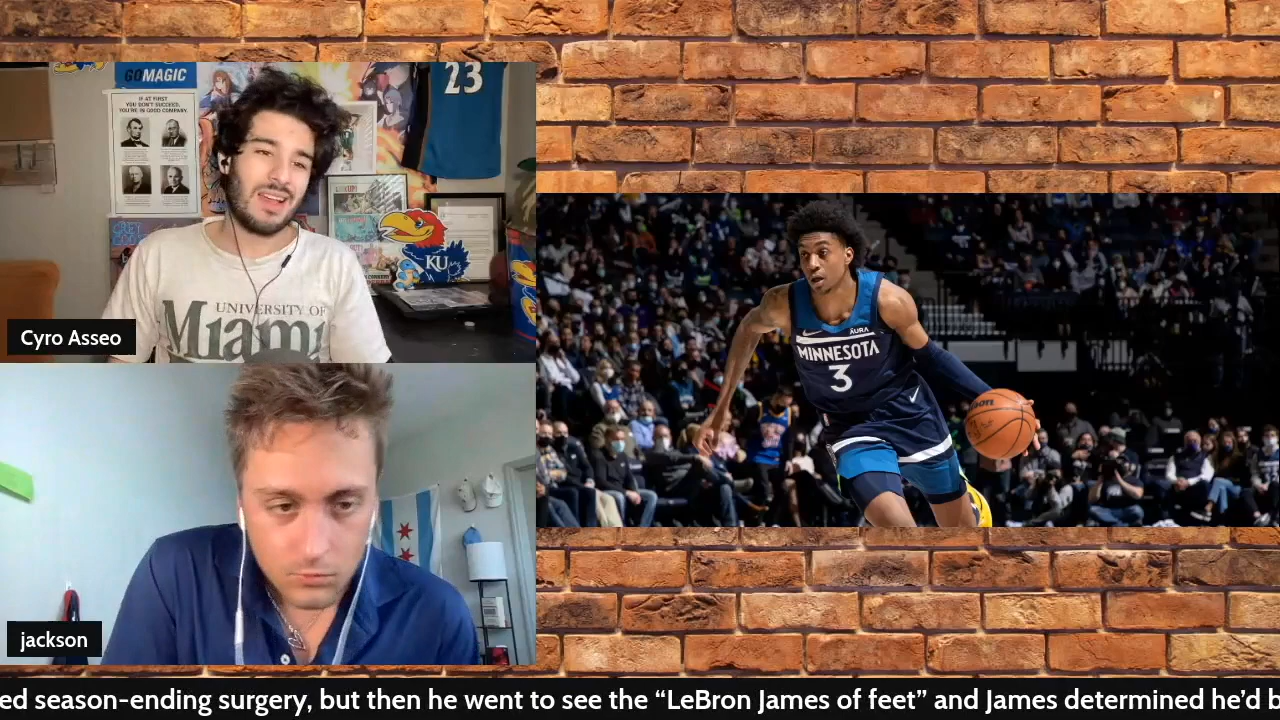 GO MAGIC
IF AT FIRST
YOU DON'T SUCCEED,
YOU'RE IN GOOD COMPANY.
23
KU
UNIVERSITY OF
Miami
Cyro Asseo
AURA
MINNESOTA
3
jackson
ed season-ending surgery, but then he went to see the “LeBron James of feet” and James determined he’d b